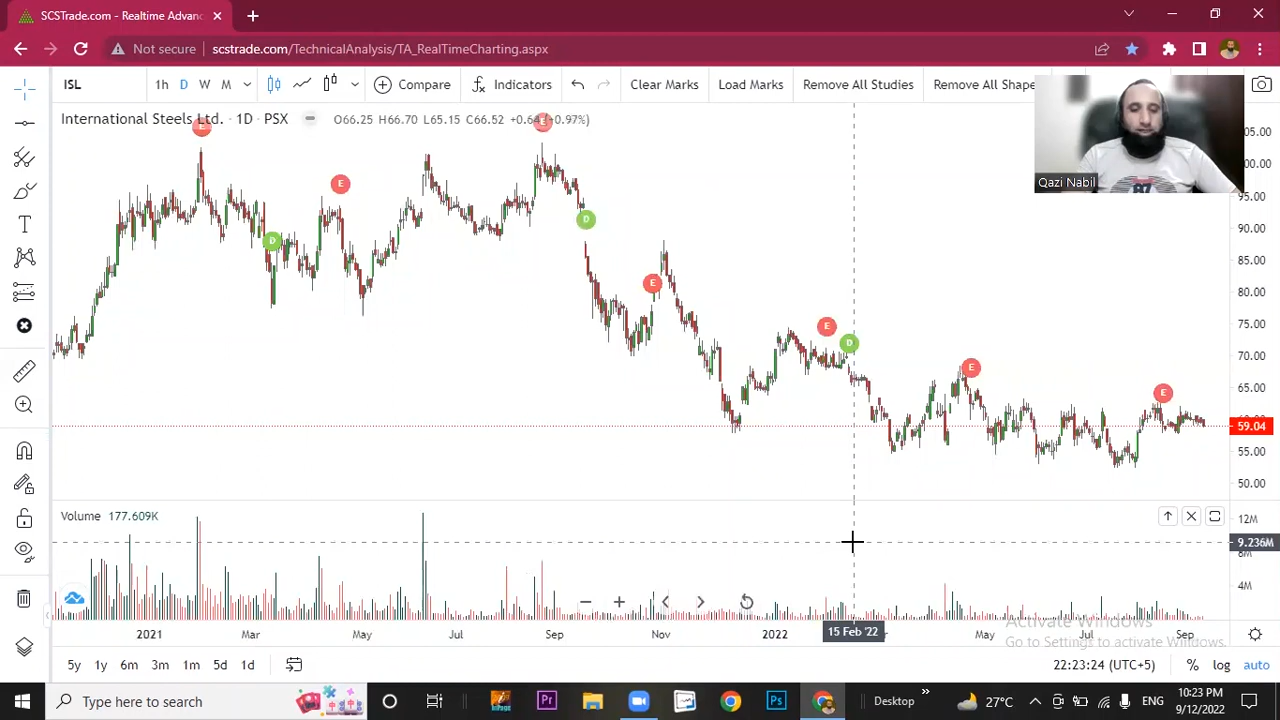 SCSTrade.com - Realtime Advanc
Not secure
scstrade.com/TechnicalAnalysis/TA_RealTimeCharting.aspx
ISL
1h D W M
Compare
Indicators
Clear Marks
Load Marks
Remove All Studies
Remove All Shape
International Steels Ltd. · 1D · PSX
O66.25 H66.70 L65.15 C66.52 +0.64 (+0.97%)
Qazi Nabil
E
E
E
D
D
E
E
D
E
E
05.00
00.00
95.00
90.00
85.00
80.00
75.00
70.00
65.00
59.04
55.00
50.00
Volume 177.609K
12M
9.236M
8M
4M
2021 Mar May Jul Sep Nov 2022 15 Feb '22 May Jul Sep
Activate Windows
Go to Settings to activate Windows.
5y 1y 6m 3m 1m 5d 1d
22:23:24 (UTC+5)
% log auto
Type here to search
Pr
Ps
Desktop
27°C
ENG
10:23 PM
9/12/2022